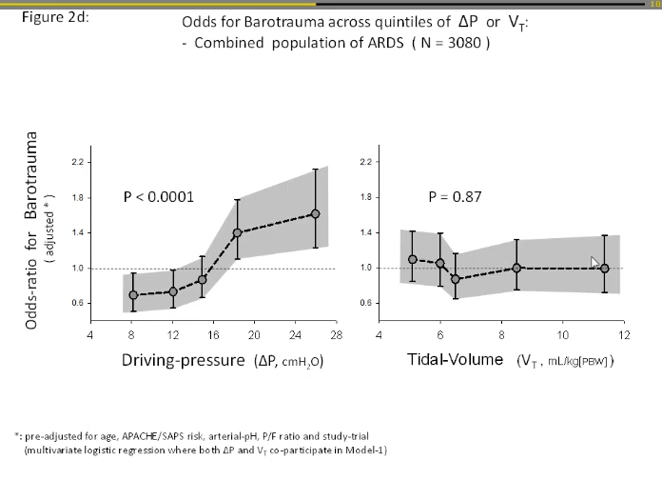 10
Figure 2d:
Odds for Barotrauma across quintiles of ΔP or V_T:
- Combined population of ARDS ( N = 3080 )
Odds-ratio for Barotrauma
( adjusted * )
2.2
1.8
1.4
1.0
0.6
P < 0.0001
4 8 12 16 20 24 28
Driving-pressure (ΔP, cmH₂O)
2.2
1.8
1.4
1.0
0.6
P = 0.87
4 6 8 10 12
Tidal-Volume (V_T , mL/kg[PBW])
*: pre-adjusted for age, APACHE/SAPS risk, arterial-pH, P/F ratio and study-trial
(multivariate logistic regression where both ΔP and V_T co-participate in Model-1)